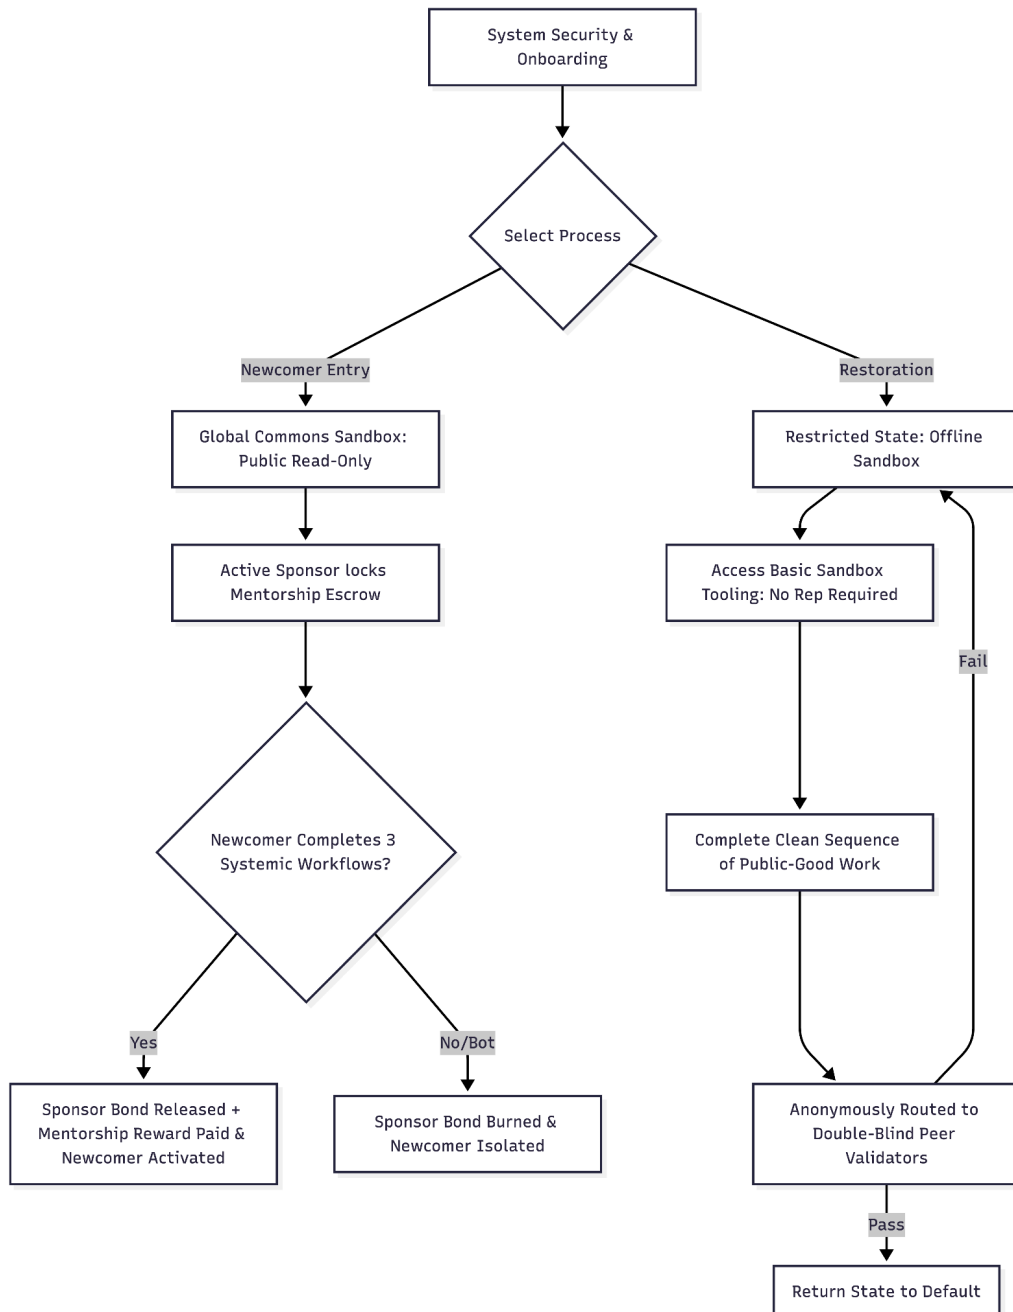 System Security &
Onboarding
Select Process
Newcomer Entry
Restoration
Global Commons Sandbox:
Public Read-Only
Restricted State: Offline
Sandbox
Active Sponsor locks
Mentorship Escrow
Access Basic Sandbox
Tooling: No Rep Required
Fail
Newcomer Completes 3
Systemic Workflows?
Complete Clean Sequence
of Public-Good Work
Yes
No/Bot
Sponsor Bond Released +
Mentorship Reward Paid &
Newcomer Activated
Sponsor Bond Burned &
Newcomer Isolated
Anonymously Routed to
Double-Blind Peer
Validators
Pass
Return State to Default